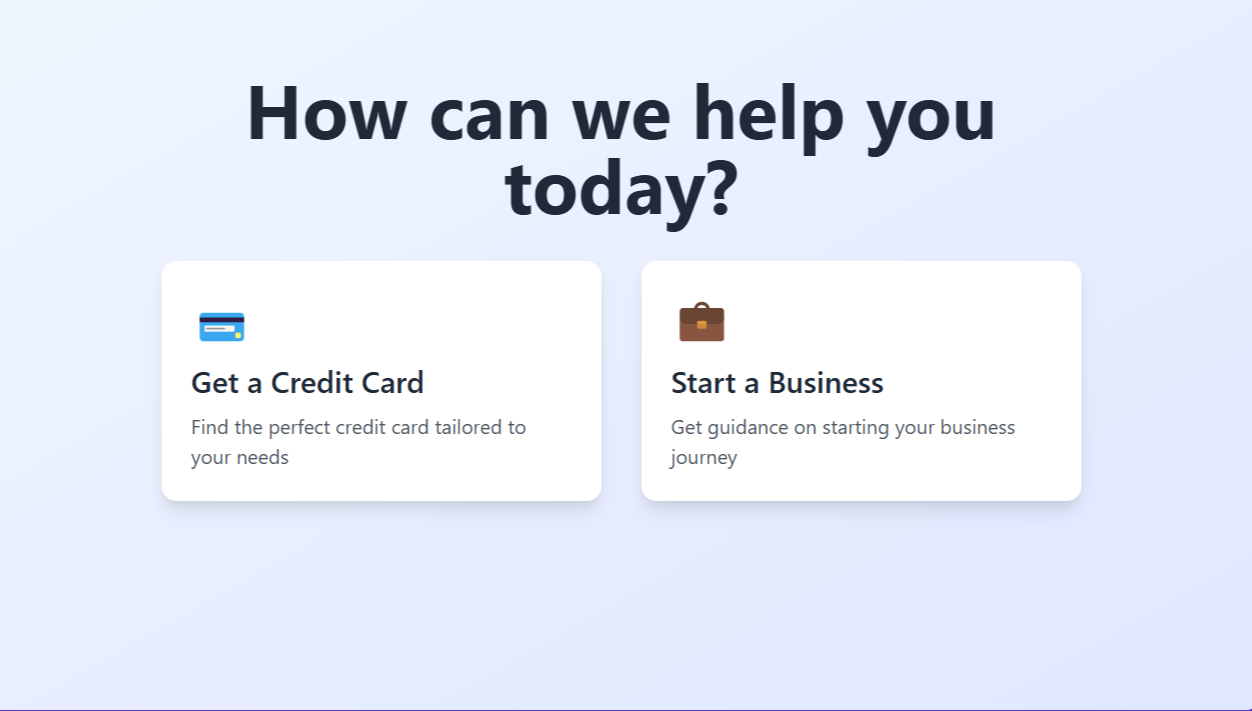 How can we help you
today?
Get a Credit Card
Find the perfect credit card tailored to
your needs
Start a Business
Get guidance on starting your business
journey